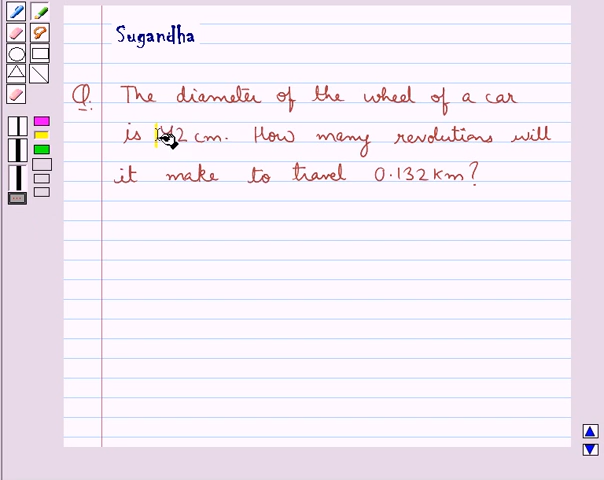 Sugandha
Q. The diameter of the wheel of a car
is 42 cm. How many revolutions will
it make to travel 0.132 km?